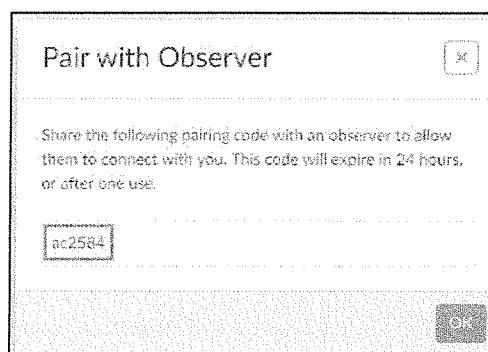 Pair with Observer
×
Share the following pairing code with an observer to allow
them to connect with you. This code will expire in 24 hours,
or after one use.
ac2584
OK